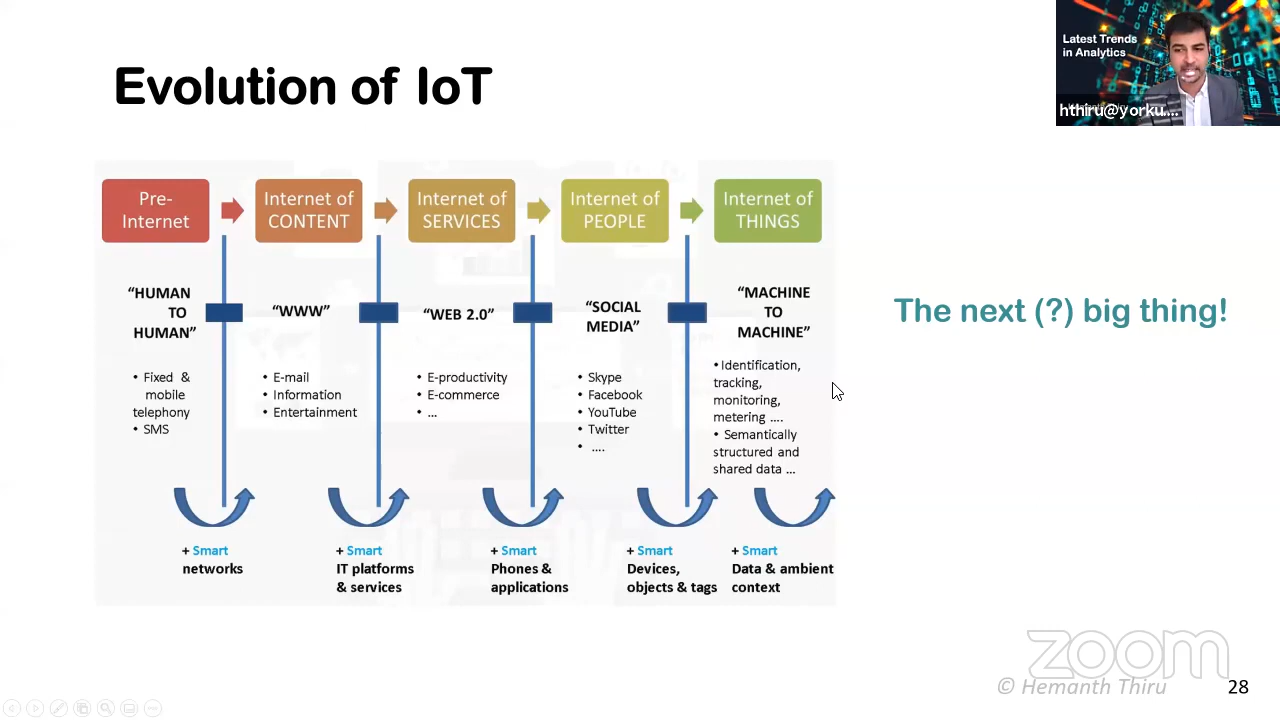 Evolution of IoT
Latest Trends
in Analytics
hthiru@yorku....
Pre-
Internet
Internet of
CONTENT
Internet of
SERVICES
Internet of
PEOPLE
Internet of
THINGS
“HUMAN
TO
HUMAN”
“WWW”
“WEB 2.0”
“SOCIAL
MEDIA”
“MACHINE
TO
MACHINE”
• Fixed &
mobile
telephony
• SMS
• E-mail
• Information
• Entertainment
• E-productivity
• E-commerce
• ...
• Skype
• Facebook
• YouTube
• Twitter
• ....
• Identification,
tracking,
monitoring,
metering ....
• Semantically
structured and
shared data ...
+ Smart
networks
+ Smart
IT platforms
& services
+ Smart
Phones &
applications
+ Smart
Devices,
objects & tags
+ Smart
Data & ambient
context
The next (?) big thing!
zoom
© Hemanth Thiru
28